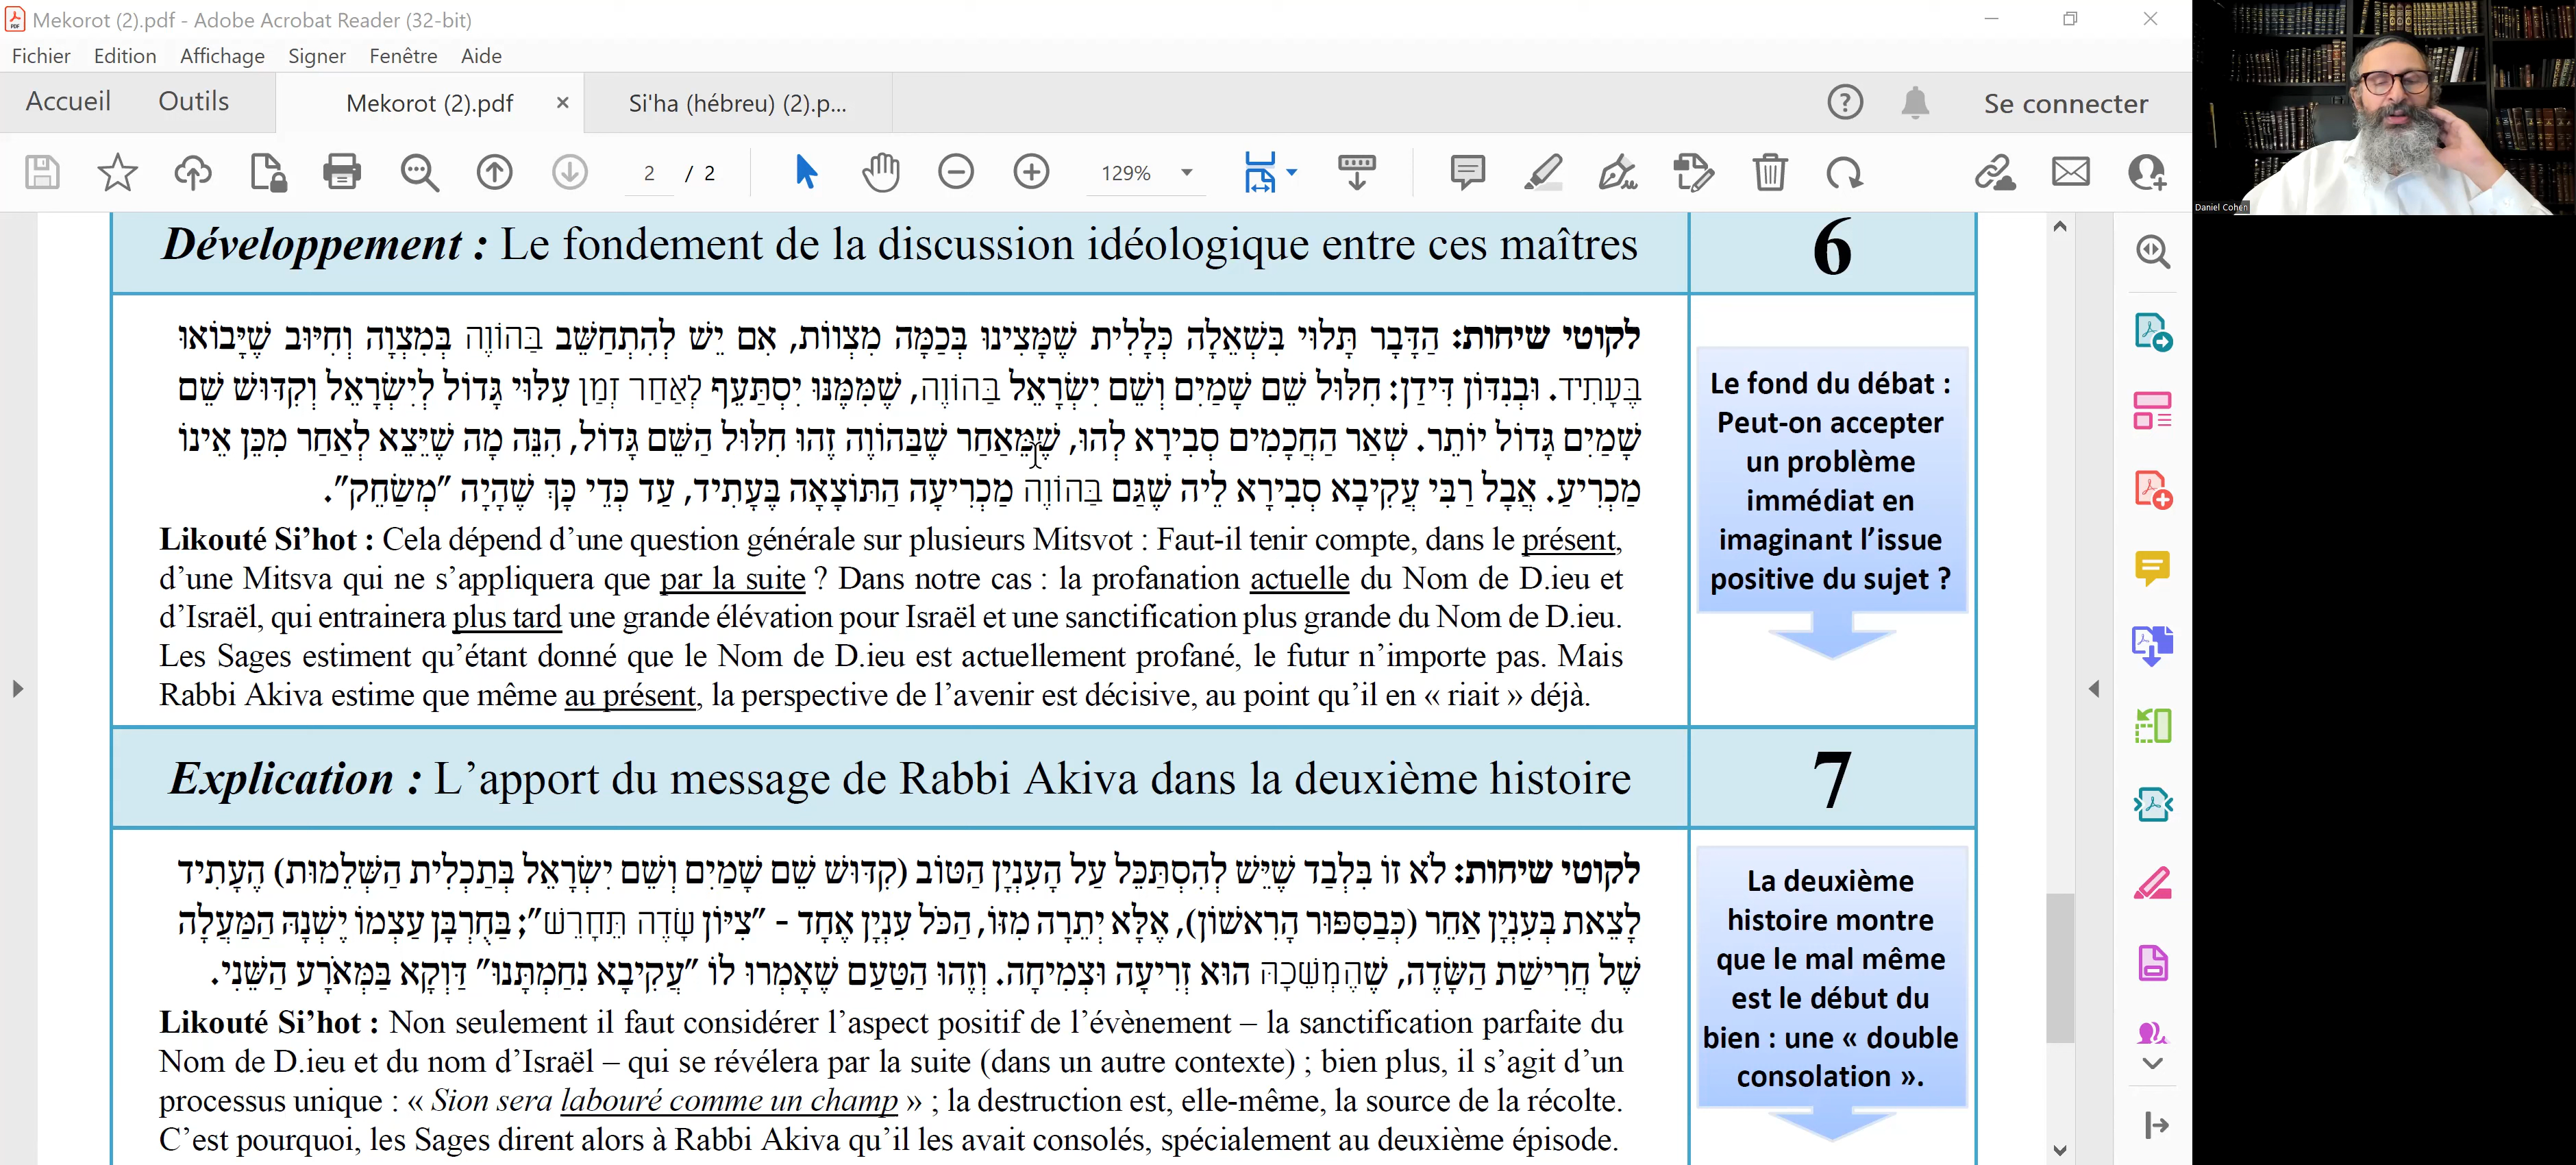 Mekorot (2).pdf - Adobe Acrobat Reader (32-bit)
Fichier Edition Affichage Signer Fenêtre Aide
Accueil Outils Mekorot (2).pdf Si'ha (hébreu) (2).p... Se connecter
2 / 2 129%
Daniel Cohen
Développement : Le fondement de la discussion idéologique entre ces maîtres
6
לקוטי שיחות: הַדָּבָר תָּלוּי בִּשְׁאֵלָה כְּלָלִית שֶׁמָּצִינוּ בְּכַמָּה מִצְווֹת, אִם יֵשׁ לְהִתְחַשֵּׁב בַּהוֹוֶה בְּמִצְוָה וְחִיּוּב שֶׁיָּבוֹאוּ
בֶּעָתִיד. וּבְנִדּוֹן דִּידַן: חִלּוּל שֵׁם שָׁמַיִם וְשֵׁם יִשְׂרָאֵל בַּהוֹוֶה, שֶׁמִּמֶּנּוּ יִסְתַּעֵף לְאַחַר זְמַן עִלּוּי גָּדוֹל לְיִשְׂרָאֵל וְקִדּוּשׁ שֵׁם
שָׁמַיִם גָּדוֹל יוֹתֵר. שְׁאַר הַחֲכָמִים סְבִירָא לְהוּ, שֶׁמֵּאַחַר שֶׁבַּהוֹוֶה זֶהוּ חִלּוּל הַשֵּׁם גָּדוֹל, הִנֵּה מַה שֶּׁיֵּצֵא לְאַחַר מִכֵּן אֵינוֹ
מַכְרִיעַ. אֲבָל רַבִּי עֲקִיבָא סְבִירָא לֵיהּ שֶׁגַּם בַּהוֹוֶה מַכְרִיעָה הַתּוֹצָאָה בֶּעָתִיד, עַד כְּדֵי כָּךְ שֶׁהָיָה "מְשַׂחֵק".
Likouté Si'hot : Cela dépend d'une question générale sur plusieurs Mitsvot : Faut-il tenir compte, dans le présent,
d'une Mitsva qui ne s'appliquera que par la suite ? Dans notre cas : la profanation actuelle du Nom de D.ieu et
d'Israël, qui entrainera plus tard une grande élévation pour Israël et une sanctification plus grande du Nom de D.ieu.
Les Sages estiment qu'étant donné que le Nom de D.ieu est actuellement profané, le futur n'importe pas. Mais
Rabbi Akiva estime que même au présent, la perspective de l'avenir est décisive, au point qu'il en « riait » déjà.
Le fond du débat :
Peut-on accepter
un problème
immédiat en
imaginant l'issue
positive du sujet ?
Explication : L'apport du message de Rabbi Akiva dans la deuxième histoire
7
לקוטי שיחות: לֹא זוֹ בִּלְבַד שֶׁיֵּשׁ לְהִסְתַּכֵּל עַל הָעִנְיָן הַטּוֹב (קִדּוּשׁ שֵׁם שָׁמַיִם וְשֵׁם יִשְׂרָאֵל בְּתַכְלִית הַשְּׁלֵמוּת) הֶעָתִיד
לָצֵאת בְּעִנְיָן אַחֵר (כְּבַסִּפּוּר הָרִאשׁוֹן), אֶלָּא יְתֵרָה מִזּוֹ, הַכֹּל עִנְיָן אֶחָד - "צִיּוֹן שָׂדֶה תֵּחָרֵשׁ"; בַּחֻרְבָּן עַצְמוֹ יֶשְׁנָהּ הַמַּעֲלָה
שֶׁל חֲרִישַׁת הַשָּׂדֶה, שֶׁהֶמְשֵׁכָהּ הוּא זְרִיעָה וּצְמִיחָה. וְזֶהוּ הַטַּעַם שֶׁאָמְרוּ לוֹ "עֲקִיבָא נִחַמְתָּנוּ" דַּוְקָא בַּמְּאֹרָע הַשֵּׁנִי.
Likouté Si'hot : Non seulement il faut considérer l'aspect positif de l'évènement – la sanctification parfaite du
Nom de D.ieu et du nom d'Israël – qui se révélera par la suite (dans un autre contexte) ; bien plus, il s'agit d'un
processus unique : « Sion sera labouré comme un champ » ; la destruction est, elle-même, la source de la récolte.
C'est pourquoi, les Sages dirent alors à Rabbi Akiva qu'il les avait consolés, spécialement au deuxième épisode.
La deuxième
histoire montre
que le mal même
est le début du
bien : une « double
consolation ».